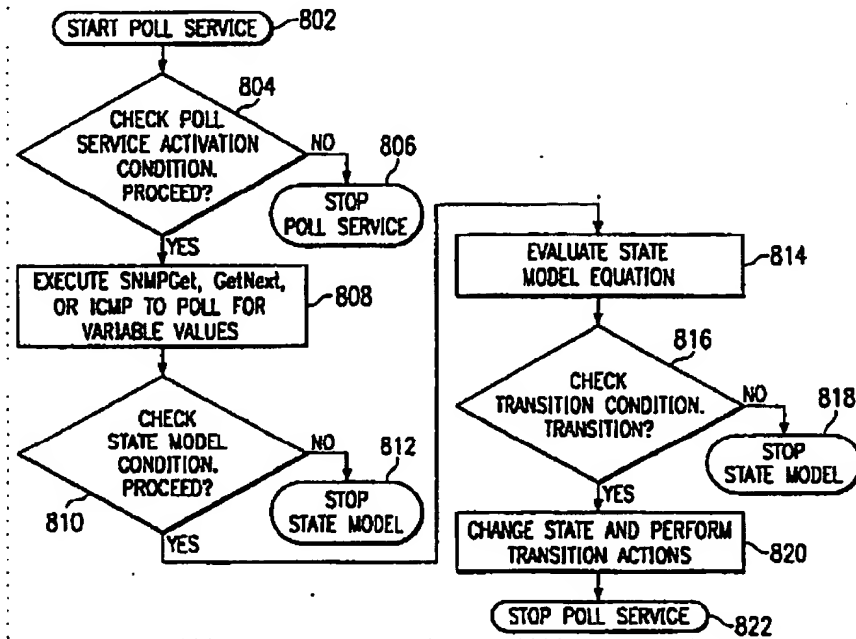 START POLL SERVICE
802
804
CHECK POLL
SERVICE ACTIVATION
CONDITION.
PROCEED?
NO
806
STOP
POLL SERVICE
YES
EXECUTE SNMPGet, GetNext,
OR ICMP TO POLL FOR
VARIABLE VALUES
808
CHECK
STATE MODEL
CONDITION.
PROCEED?
810
NO
812
STOP
STATE MODEL
YES
EVALUATE STATE
MODEL EQUATION
814
816
CHECK
TRANSITION CONDITION.
TRANSITION?
NO
818
STOP
STATE MODEL
YES
CHANGE STATE AND PERFORM
TRANSITION ACTIONS
820
STOP POLL SERVICE
822